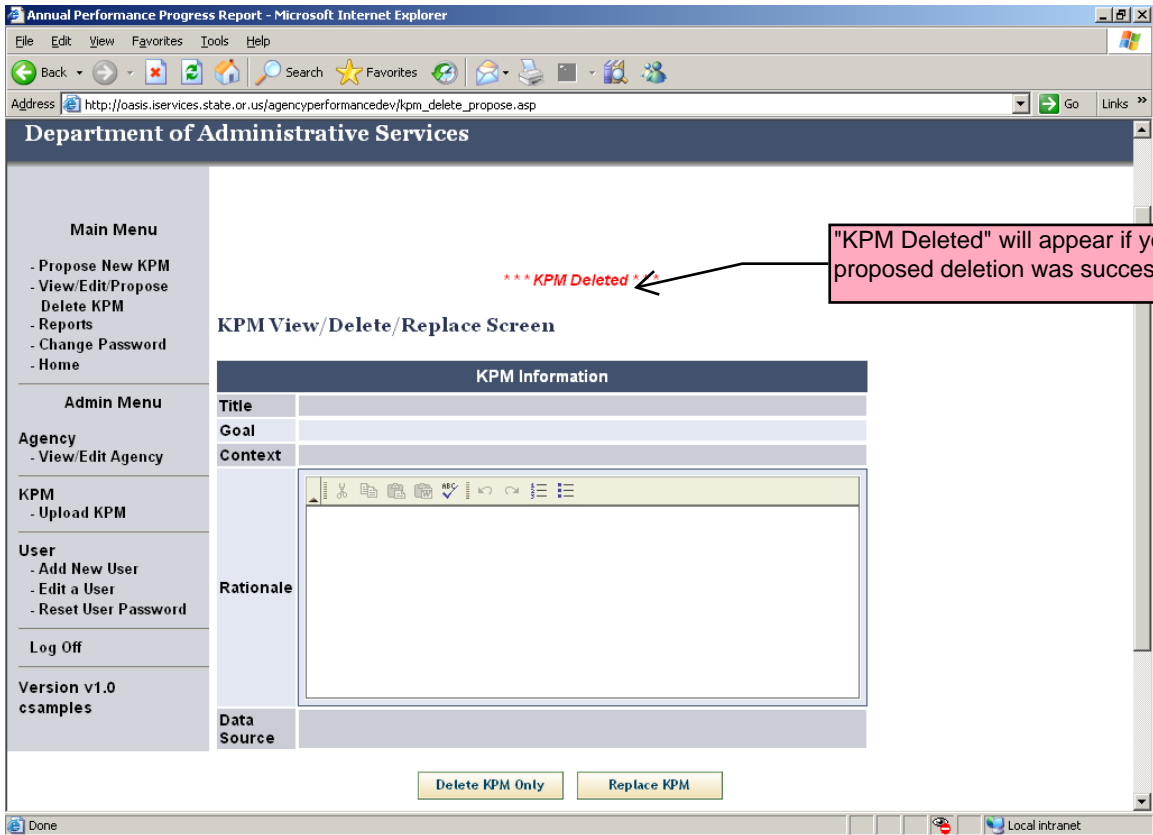 Annual Performance Progress Report - Microsoft Internet Explorer
File Edit View Favorites Tools Help
Back Search Favorites
Address http://oasis.iservices.state.or.us/agencyperformancedev/kpm_delete_propose.asp Go Links »
Department of Administrative Services
Main Menu
- Propose New KPM
- View/Edit/Propose
Delete KPM
- Reports
- Change Password
- Home
Admin Menu
Agency
- View/Edit Agency
KPM
- Upload KPM
User
- Add New User
- Edit a User
- Reset User Password
Log Off
Version v1.0
csamples
"KPM Deleted" will appear if y
proposed deletion was succes
* * * KPM Deleted * * *
KPM View/Delete/Replace Screen
KPM Information
Title
Goal
Context
ABC
Rationale
Data
Source
Delete KPM Only Replace KPM
Done Local intranet